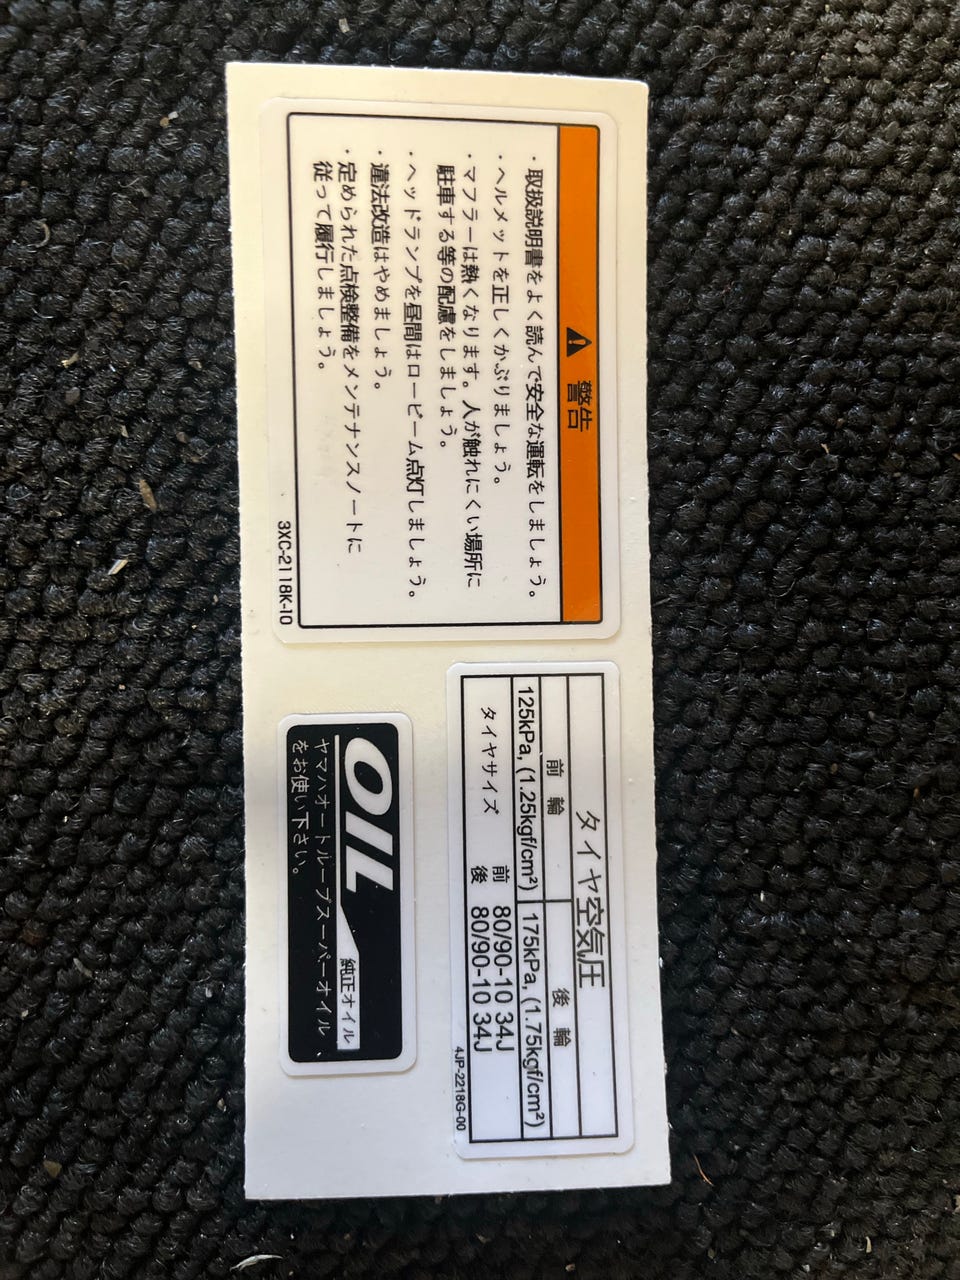 警告
・取扱説明書をよく読んで安全な運転をしましょう。
・ヘルメットを正しくかぶりましょう。
・マフラーは熱くなります。人が触れにくい場所に
駐車する等の配慮をしましょう。
・ヘッドランプを昼間はロービーム点灯しましょう。
・違法改造はやめましょう。
・定められた点検整備をメンテナンスノートに
従って履行しましょう。
3XC-2118K-10
タイヤ空気圧
前輪 後輪
125kPa, (1.25kgf/cm²) 175kPa, (1.75kgf/cm²)
タイヤサイズ 前 80/90-10 34J
後 80/90-10 34J
4JP-2218G-00
OIL 純正オイル
ヤマハオートルーブスーパーオイル
をお使い下さい。